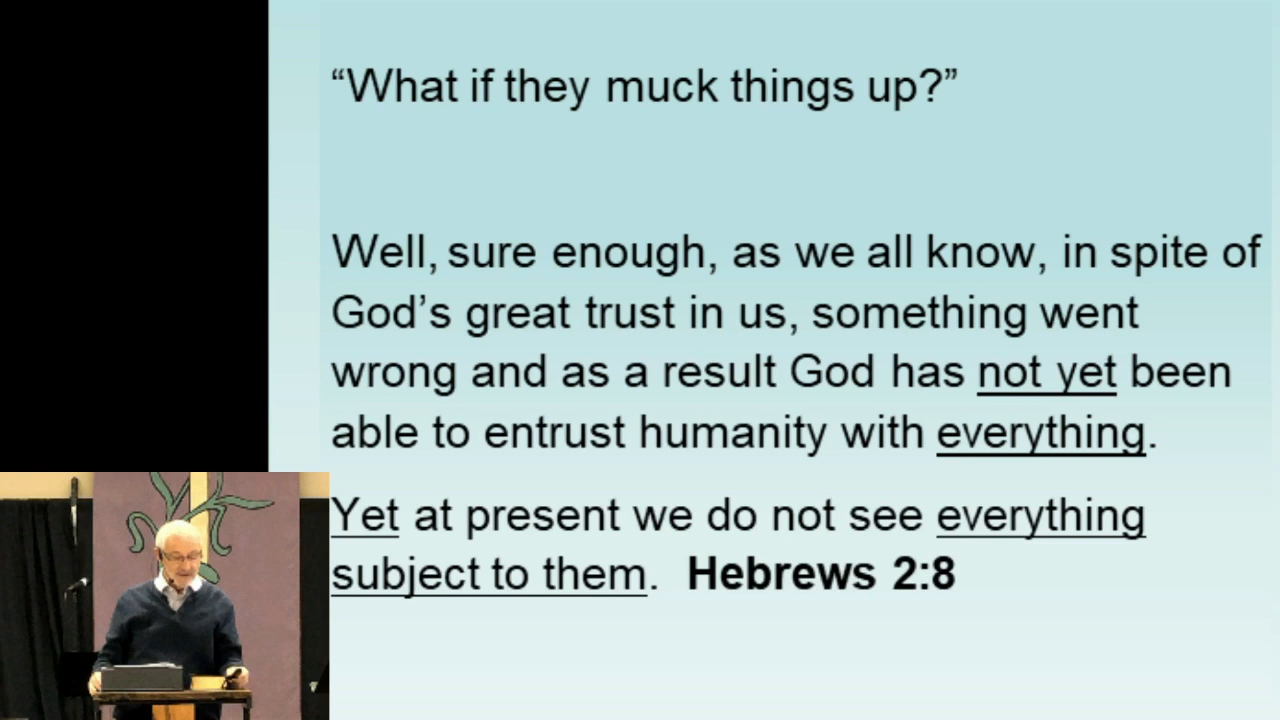 “What if they muck things up?”
Well, sure enough, as we all know, in spite of
God’s great trust in us, something went
wrong and as a result God has not yet been
able to entrust humanity with everything.
Yet at present we do not see everything
subject to them.  Hebrews 2:8